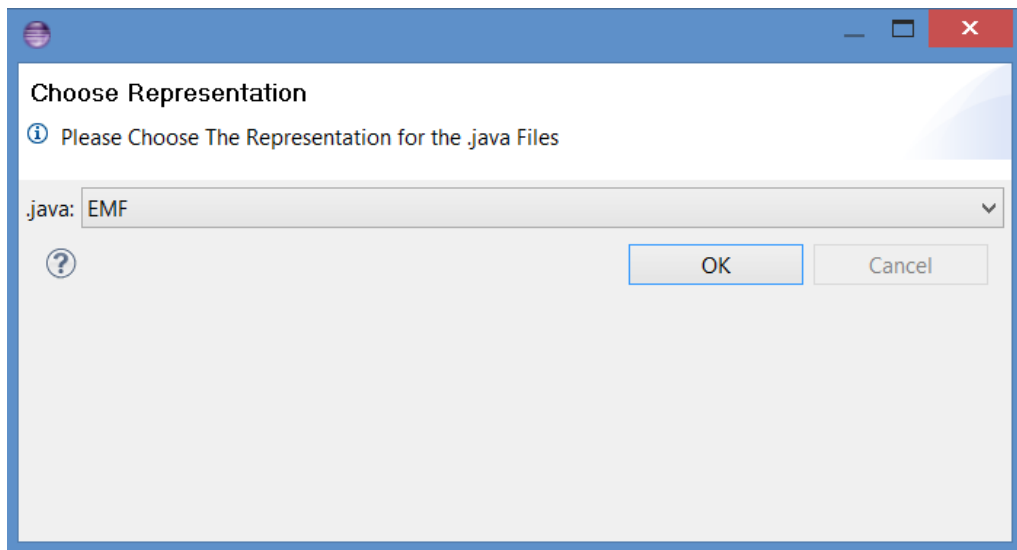 Choose Representation
Please Choose The Representation for the .java Files
.java: EMF
OK Cancel